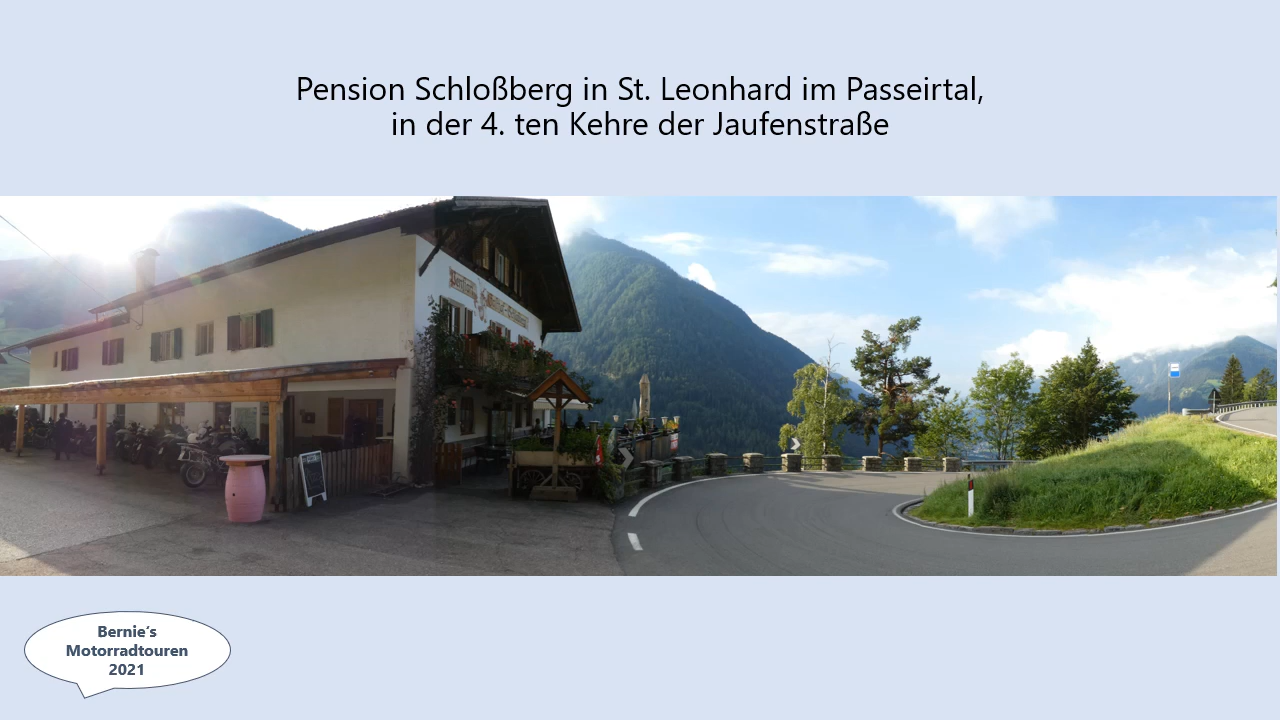 Pension Schloßberg in St. Leonhard im Passeirtal,
in der 4. ten Kehre der Jaufenstraße
Bernie‘s
Motorradtouren
2021